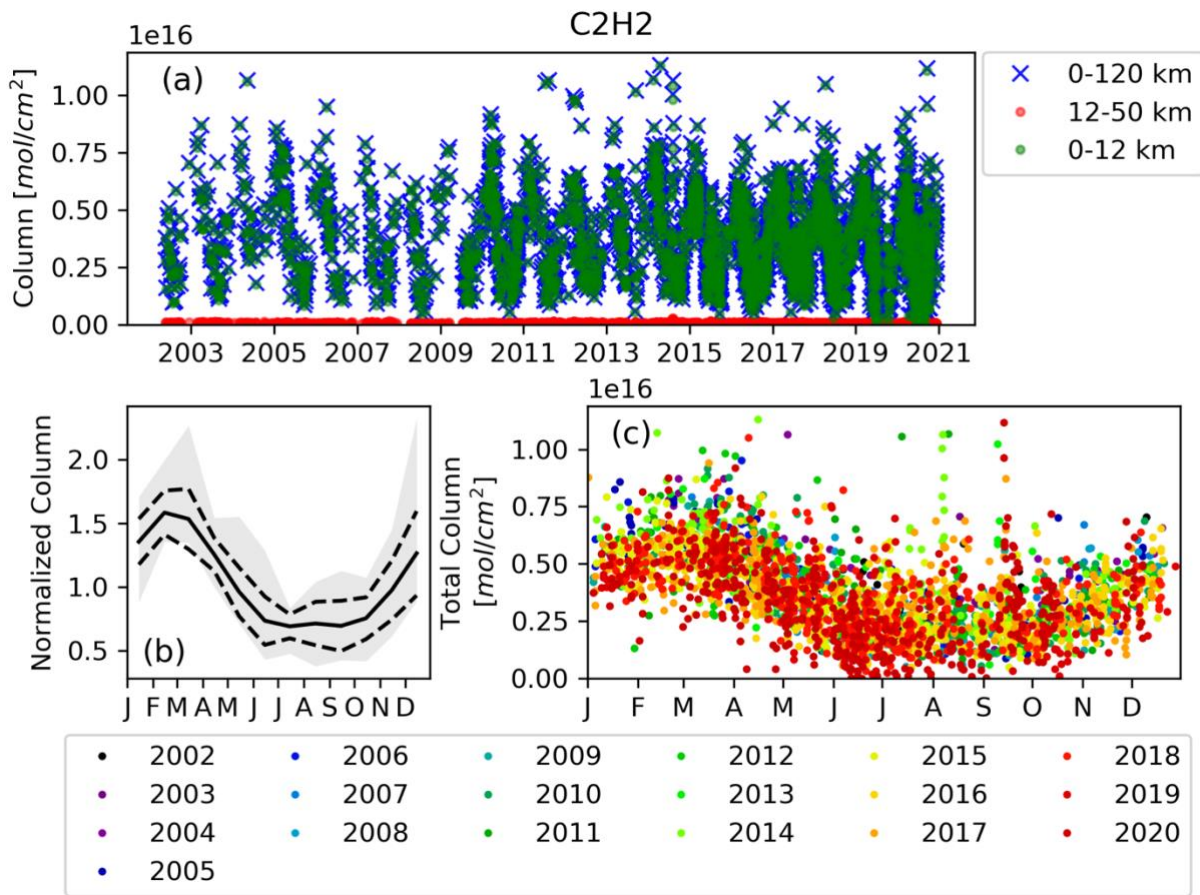 C2H2
1e16
(a)
Column [mol/cm²]
1.00
0.75
0.50
0.25
0.00
2003 2005 2007 2009 2011 2013 2015 2017 2019 2021
0-120 km
12-50 km
0-12 km
Normalized Column
2.0
1.5
1.0
0.5
(b)
J F M A M J J A S O N D
1e16
(c)
Total Column
[mol/cm²]
1.00
0.75
0.50
0.25
0.00
J F M A M J J A S O N D
2002 2006 2009 2012 2015 2018
2003 2007 2010 2013 2016 2019
2004 2008 2011 2014 2017 2020
2005